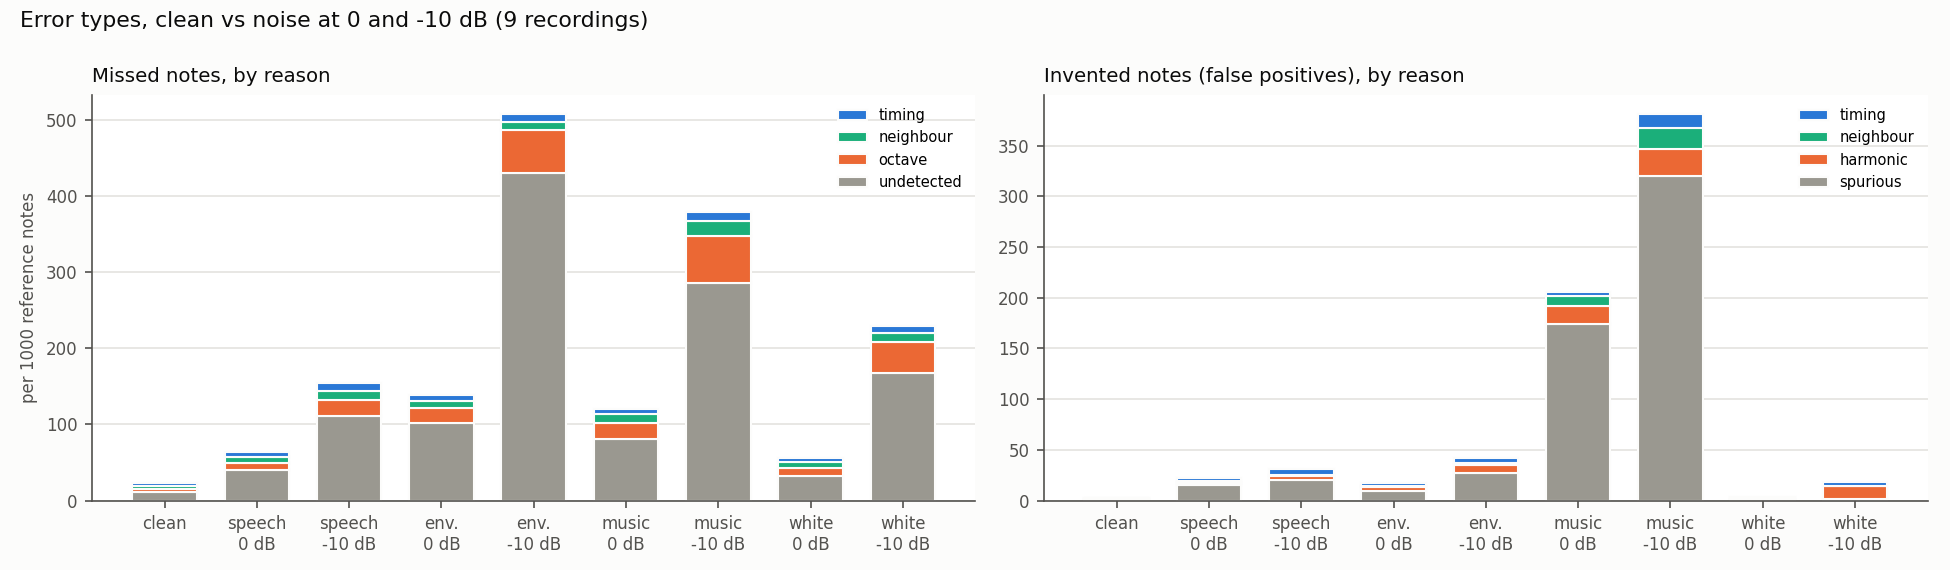 Error types, clean vs noise at 0 and -10 dB (9 recordings)
Missed notes, by reason
timing
neighbour
octave
undetected
per 1000 reference notes
500
400
300
200
100
0
clean
speech
0 dB
speech
-10 dB
env.
0 dB
env.
-10 dB
music
0 dB
music
-10 dB
white
0 dB
white
-10 dB
Invented notes (false positives), by reason
timing
neighbour
harmonic
spurious
350
300
250
200
150
100
50
0
clean
speech
0 dB
speech
-10 dB
env.
0 dB
env.
-10 dB
music
0 dB
music
-10 dB
white
0 dB
white
-10 dB